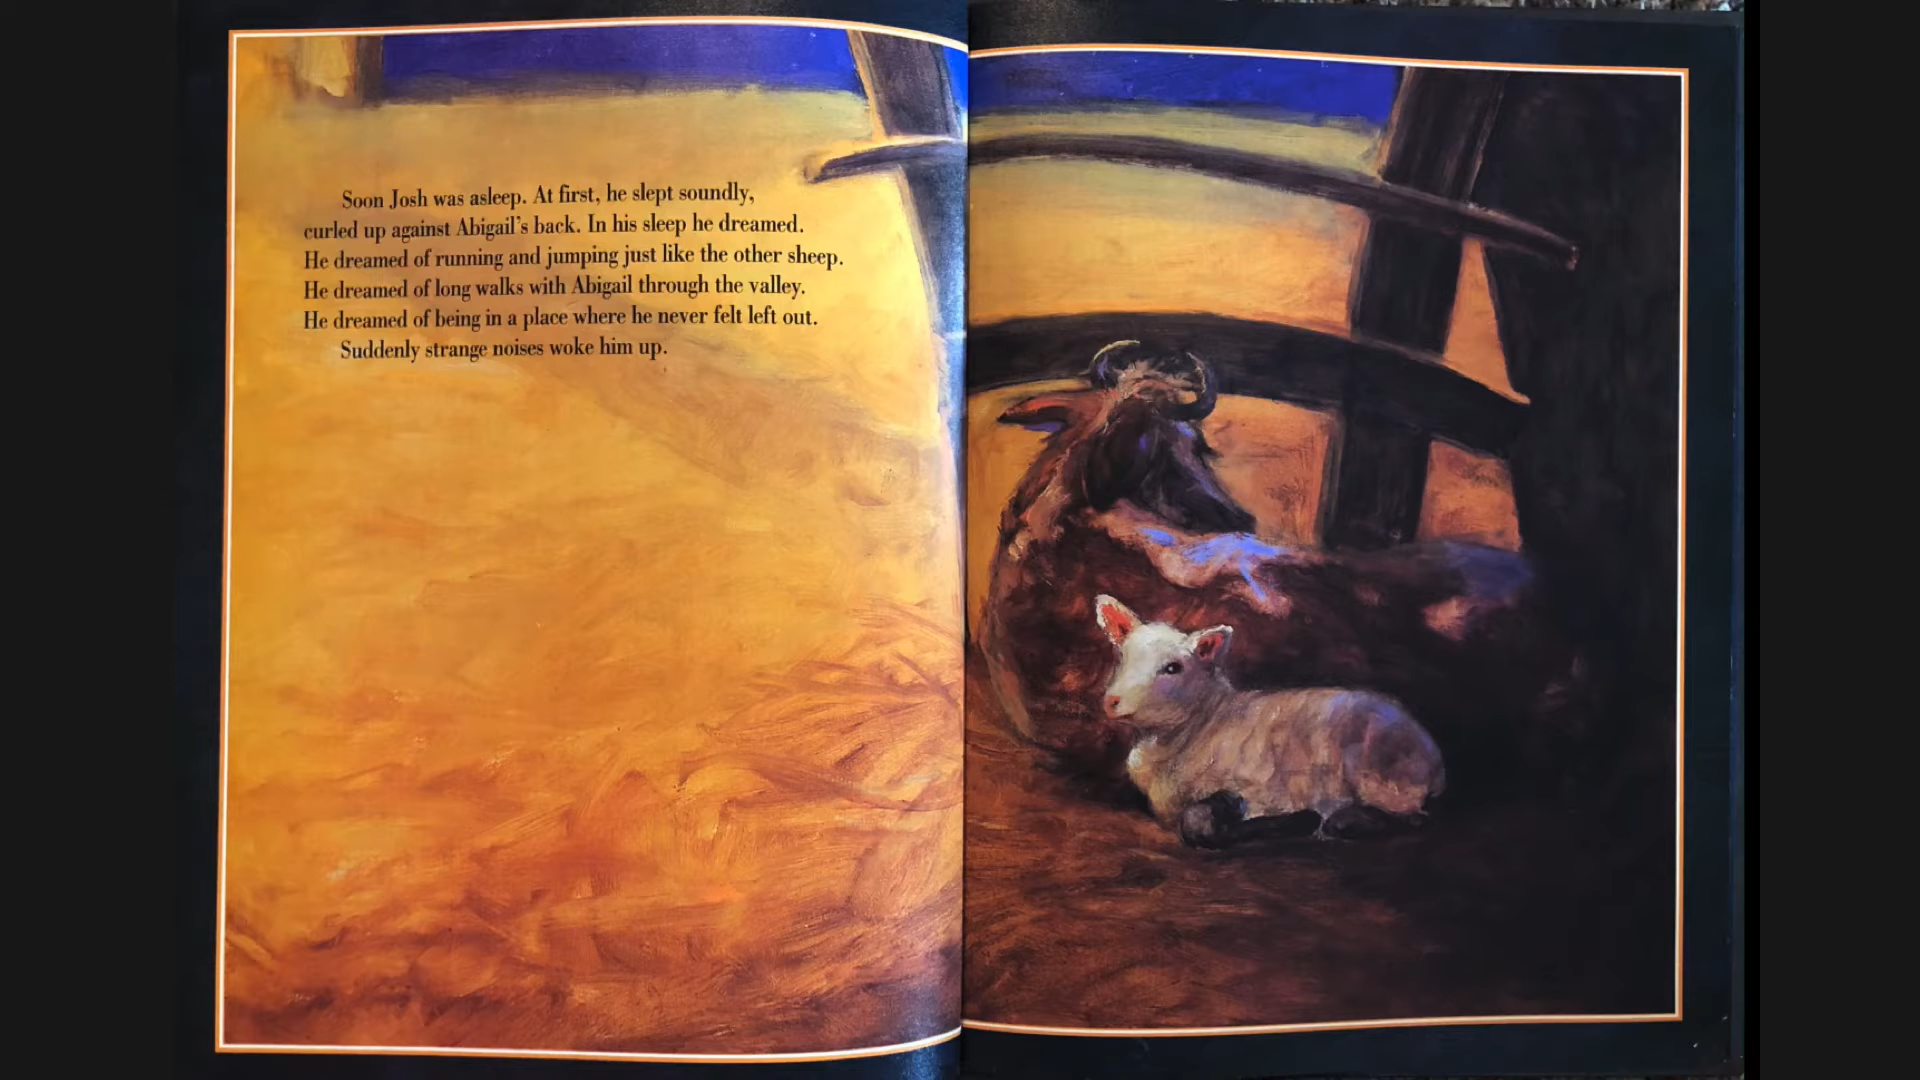 Soon Josh was asleep. At first, he slept soundly,
curled up against Abigail's back. In his sleep he dreamed.
He dreamed of running and jumping just like the other sheep.
He dreamed of long walks with Abigail through the valley.
He dreamed of being in a place where he never felt left out.
Suddenly strange noises woke him up.